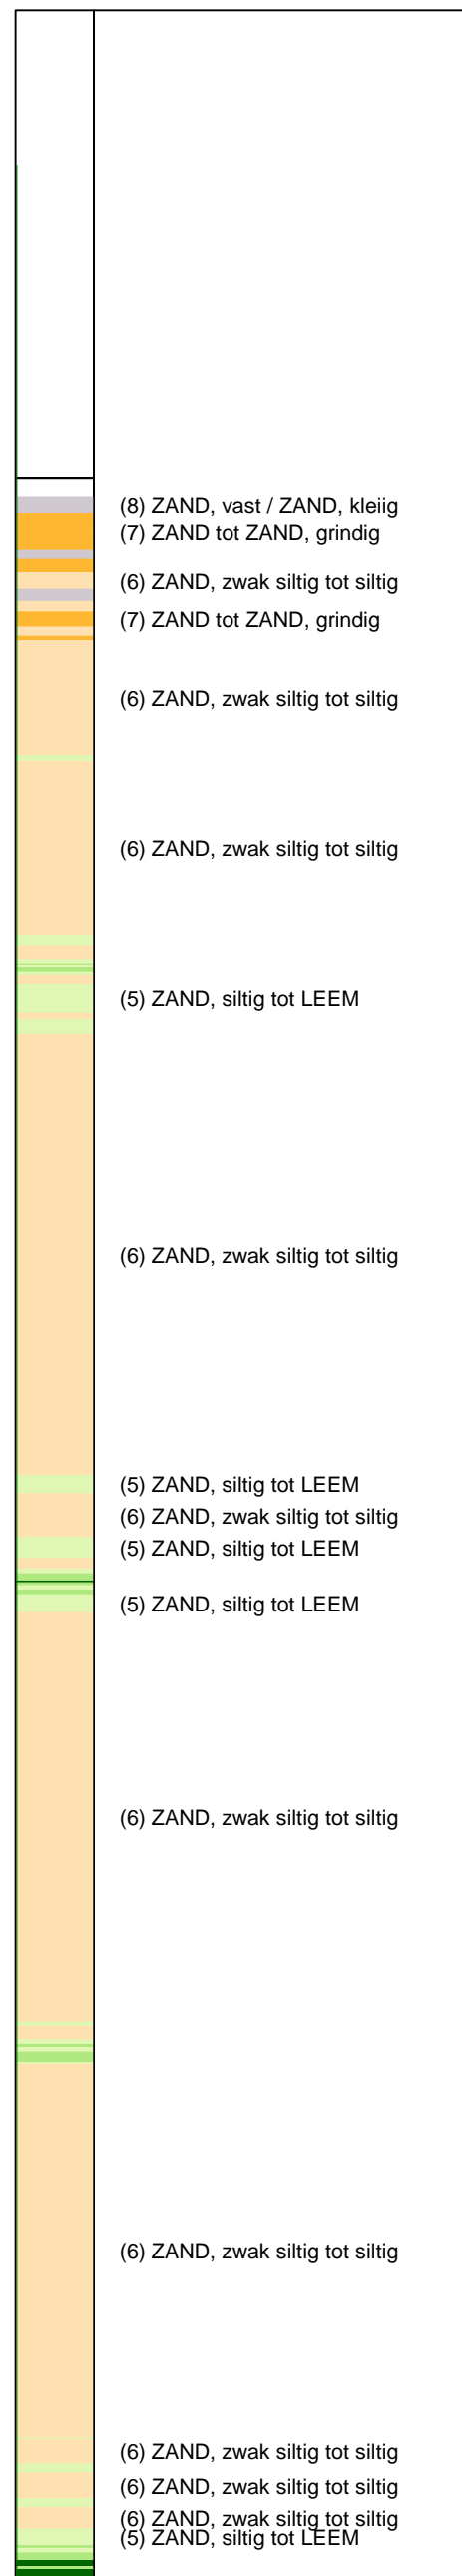 (8) ZAND, vast / ZAND, kleiig
(7) ZAND tot ZAND, grindig
(6) ZAND, zwak siltig tot siltig
(7) ZAND tot ZAND, grindig
(6) ZAND, zwak siltig tot siltig
(6) ZAND, zwak siltig tot siltig
(5) ZAND, siltig tot LEEM
(6) ZAND, zwak siltig tot siltig
(5) ZAND, siltig tot LEEM
(6) ZAND, zwak siltig tot siltig
(5) ZAND, siltig tot LEEM
(5) ZAND, siltig tot LEEM
(6) ZAND, zwak siltig tot siltig
(6) ZAND, zwak siltig tot siltig
(6) ZAND, zwak siltig tot siltig
(6) ZAND, zwak siltig tot siltig
(6) ZAND, zwak siltig tot siltig
(5) ZAND, siltig tot LEEM